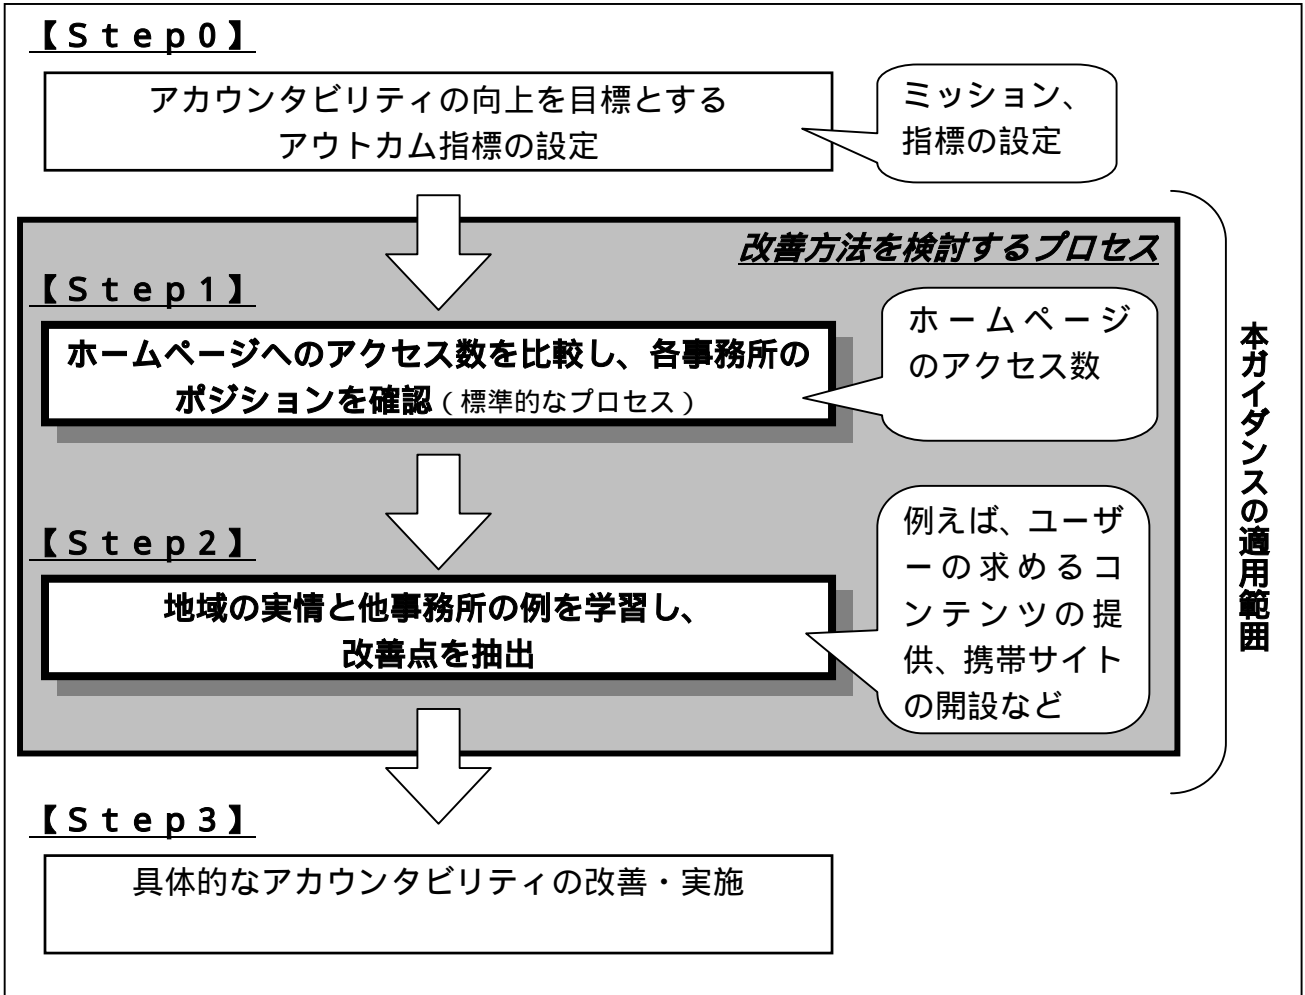 【Ｓｔｅｐ０】
アカウンタビリティの向上を目標とする
アウトカム指標の設定
ミッション、
指標の設定
改善方法を検討するプロセス
【Ｓｔｅｐ１】
ホームページへのアクセス数を比較し、各事務所の
ポジションを確認（標準的なプロセス）
ホームページ
のアクセス数
【Ｓｔｅｐ２】
地域の実情と他事務所の例を学習し、
改善点を抽出
例えば、ユーザ
ーの求めるコ
ンテンツの提
供、携帯サイト
の開設など
本ガイダンスの適用範囲
【Ｓｔｅｐ３】
具体的なアカウンタビリティの改善・実施